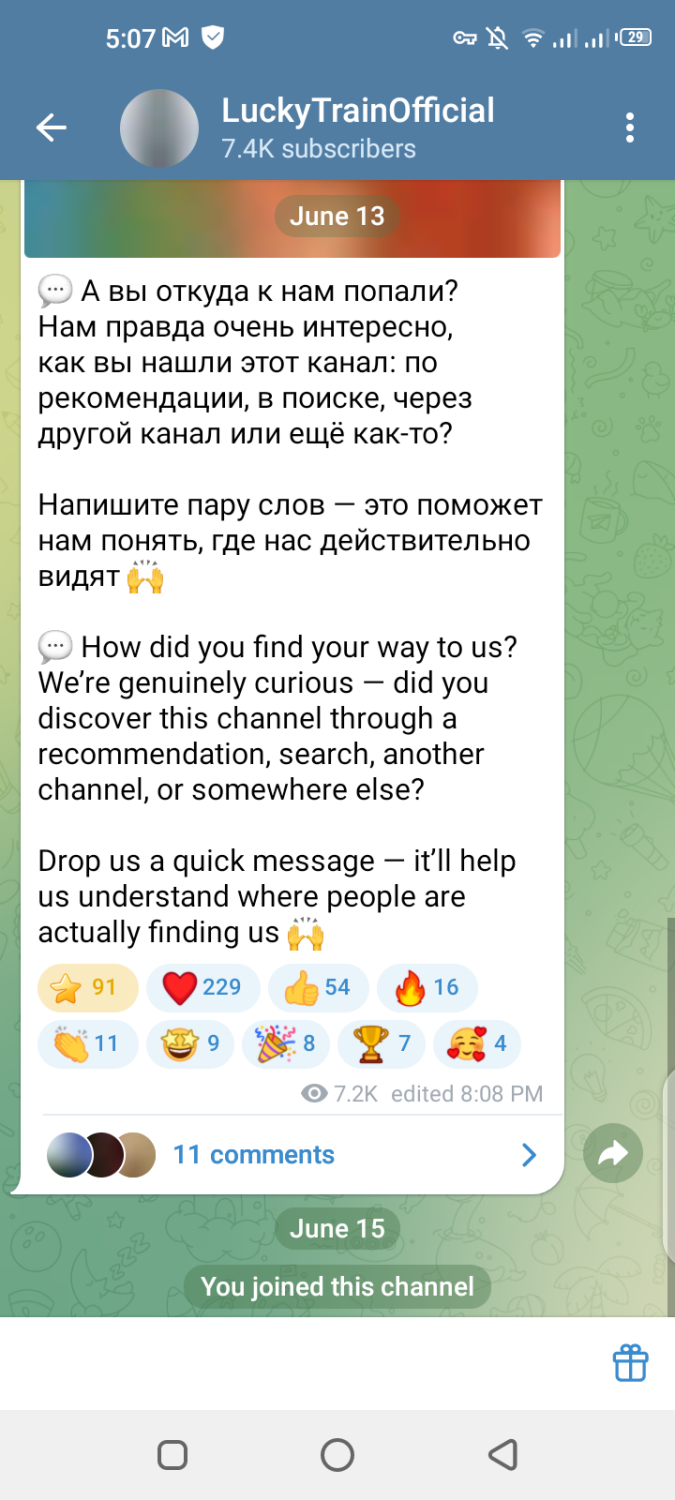 5:07
29
LuckyTrainOfficial
7.4K subscribers
June 13
💬 А вы откуда к нам попали?
Нам правда очень интересно,
как вы нашли этот канал: по
рекомендации, в поиске, через
другой канал или ещё как-то?
Напишите пару слов — это поможет
нам понять, где нас действительно
видят 🙌
💬 How did you find your way to us?
We’re genuinely curious — did you
discover this channel through a
recommendation, search, another
channel, or somewhere else?
Drop us a quick message — it’ll help
us understand where people are
actually finding us 🙌
⭐ 91 ❤️ 229 👍 54 🔥 16
👏 11 🤩 9 🎉 8 🏆 7 🥰 4
7.2K edited 8:08 PM
11 comments
June 15
You joined this channel